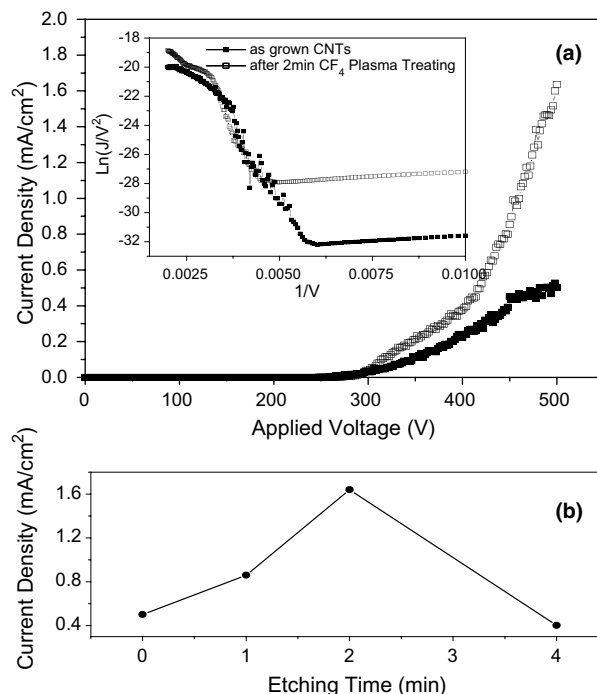 2.0
1.8
1.6
1.4
1.2
1.0
0.8
0.6
0.4
0.2
0.0
Current Density (mA/cm²)
(a)
-18
-20
-22
-24
-26
-28
-30
-32
Ln(J/V²)
as grown CNTs
after 2min CF₄ Plasma Treating
0.0025 0.0050 0.0075 0.0100
1/V
0 100 200 300 400 500
Applied Voltage (V)
(b)
1.6
1.2
0.8
0.4
Current Density (mA/cm²)
0 1 2 3 4
Etching Time (min)